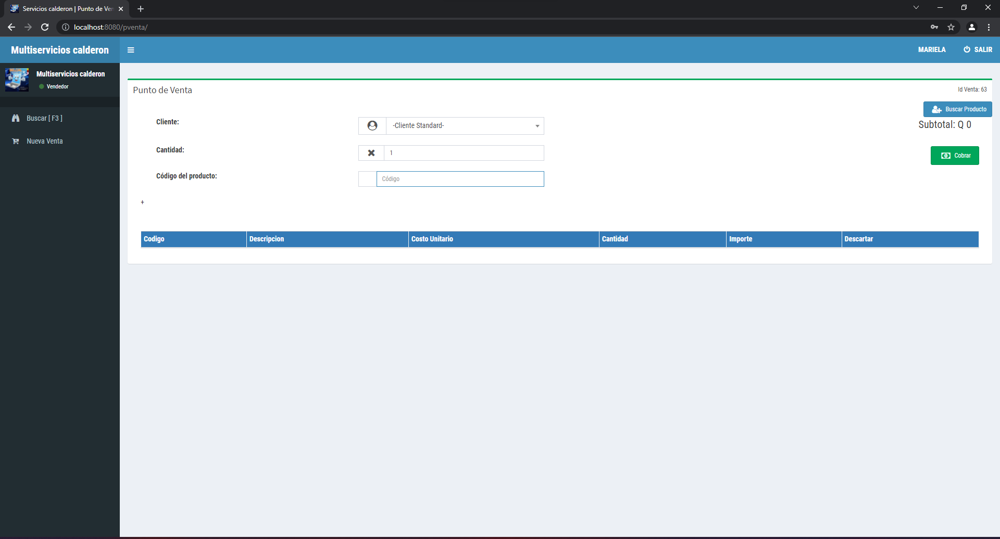 Servicios calderon | Punto de Ven
localhost:8080/pventa/
Multiservicios calderon
MARIELA
SALIR
Multiservicios calderon
Vendedor
Buscar [ F3 ]
Nueva Venta
Punto de Venta
Id Venta: 63
Buscar Producto
Cliente:
-Cliente Standard-
Subtotal: Q 0
Cantidad:
1
Cobrar
Código del producto:
Código
+
Codigo Descripcion Costo Unitario Cantidad Importe Descartar